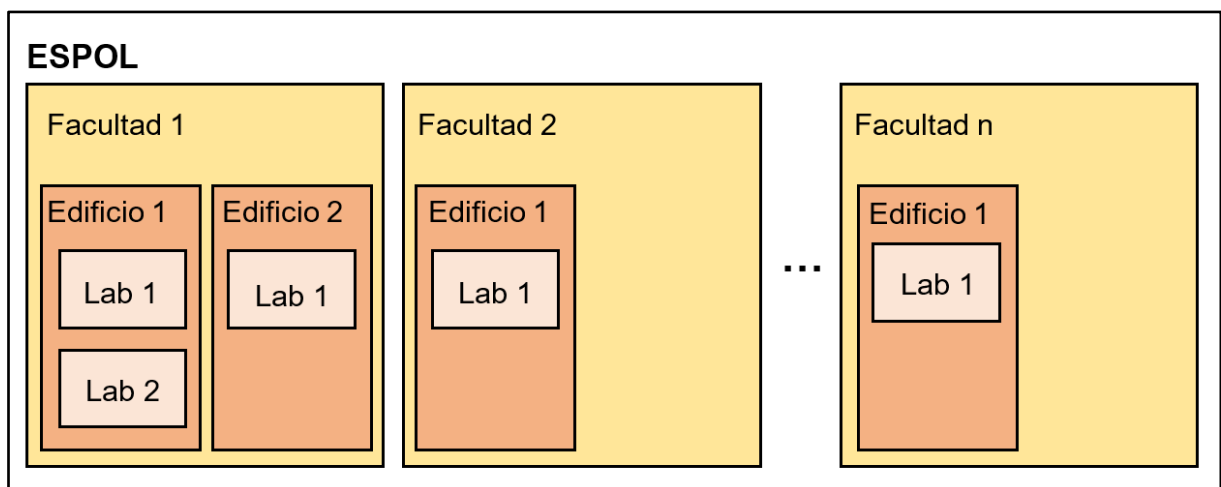 ESPOL
Facultad 1
Edificio 1
Lab 1
Lab 2
Edificio 2
Lab 1
Facultad 2
Edificio 1
Lab 1
...
Facultad n
Edificio 1
Lab 1